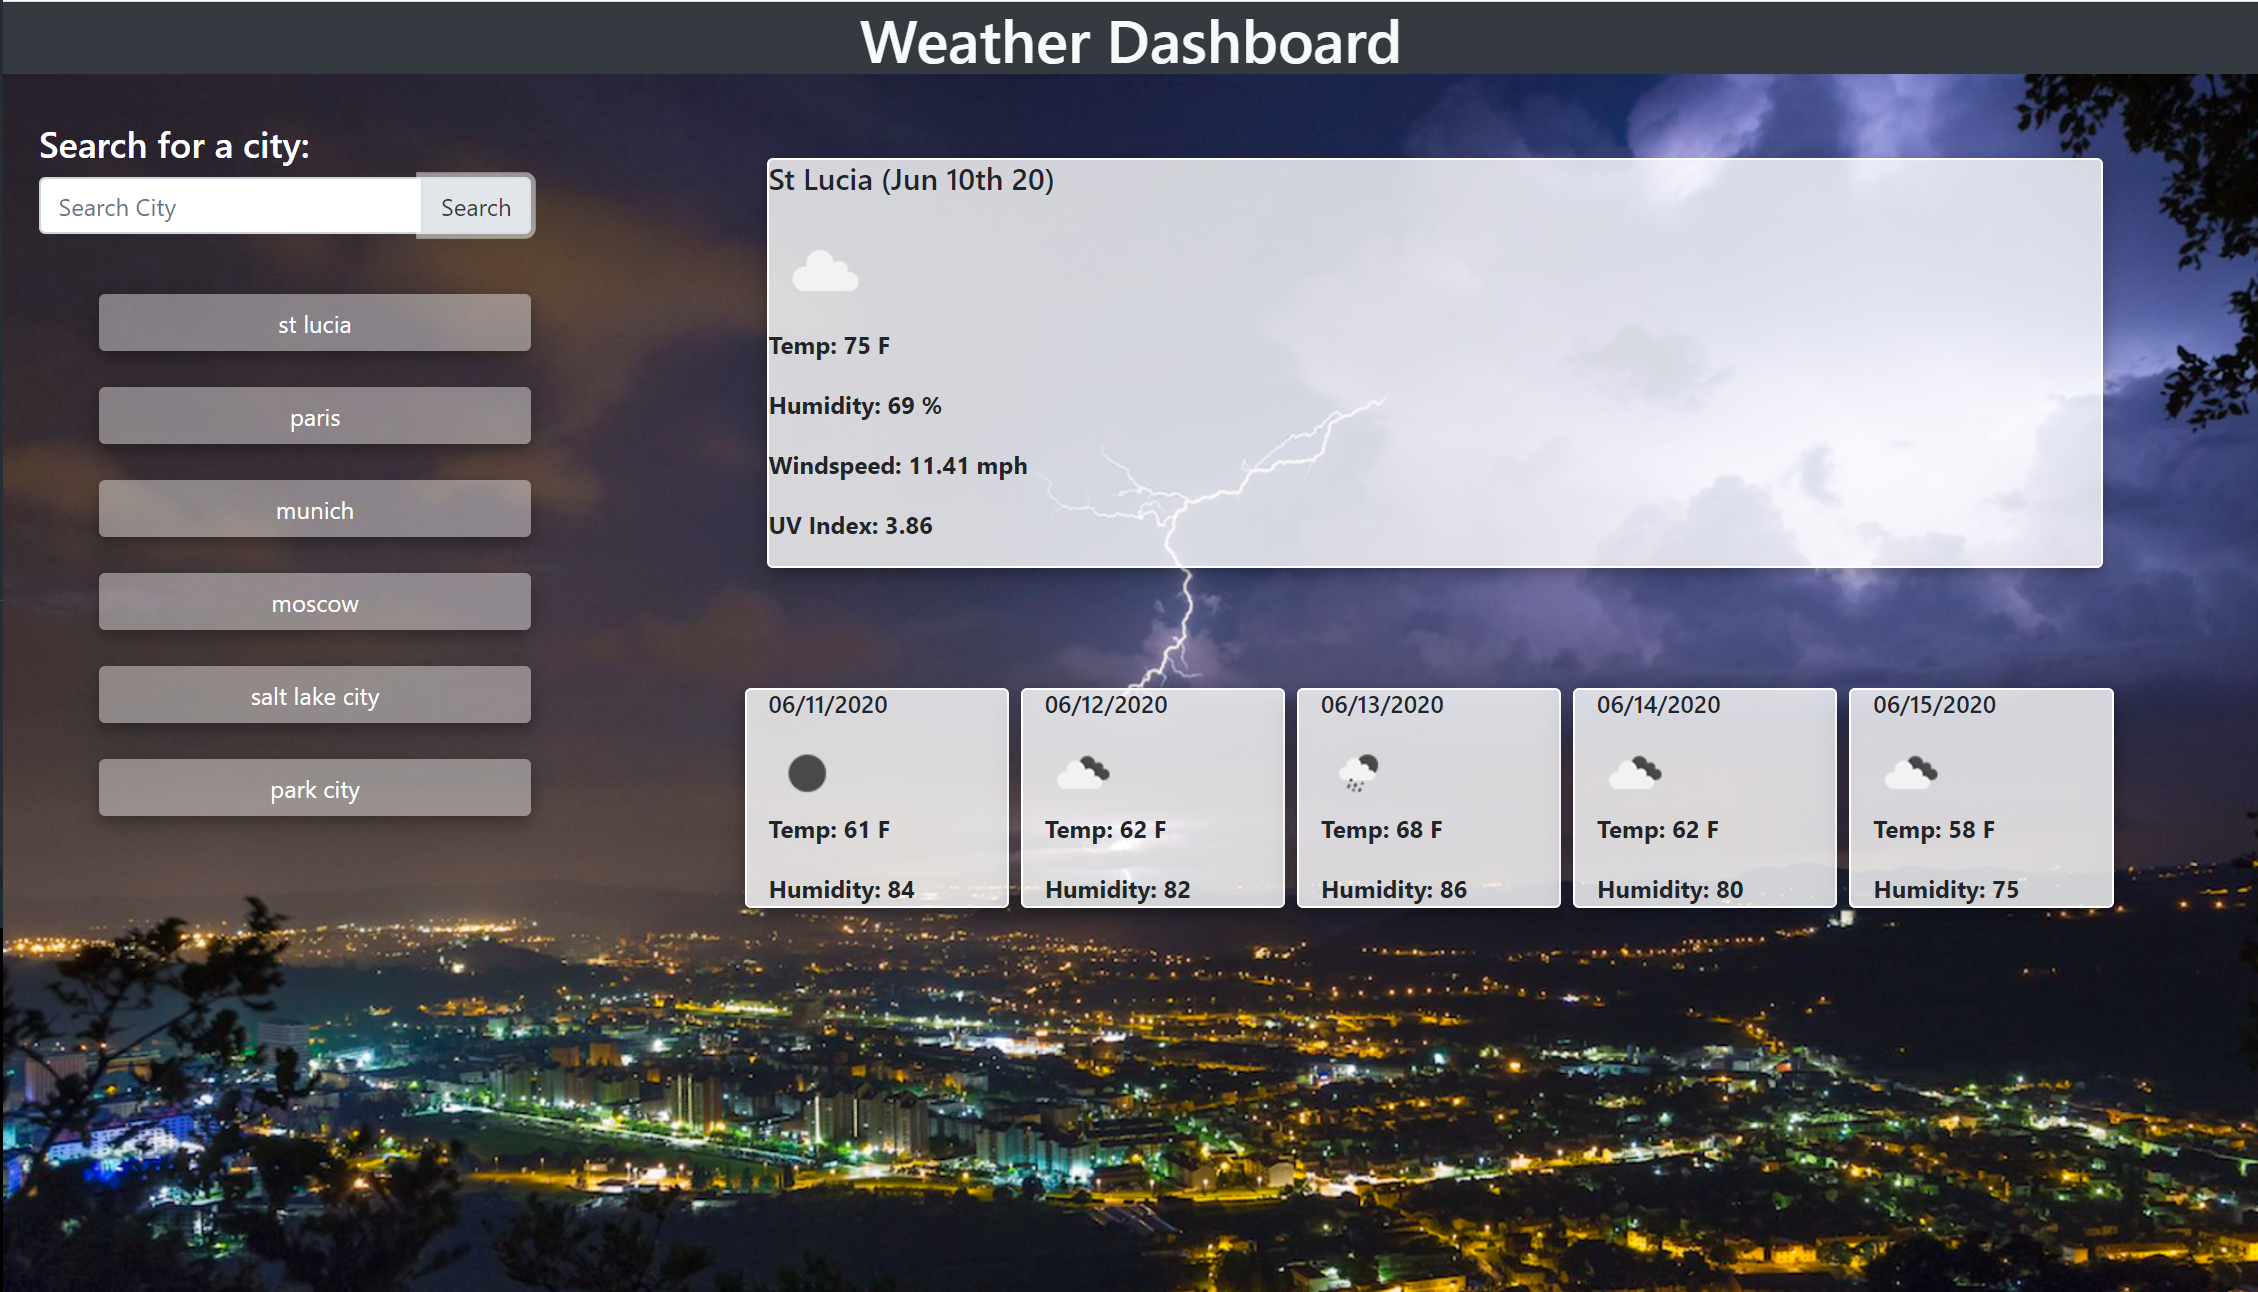 Weather Dashboard
Search for a city:
Search City
Search
st lucia
paris
munich
moscow
salt lake city
park city
St Lucia (Jun 10th 20)
Temp: 75 F
Humidity: 69 %
Windspeed: 11.41 mph
UV Index: 3.86
06/11/2020
Temp: 61 F
Humidity: 84
06/12/2020
Temp: 62 F
Humidity: 82
06/13/2020
Temp: 68 F
Humidity: 86
06/14/2020
Temp: 62 F
Humidity: 80
06/15/2020
Temp: 58 F
Humidity: 75